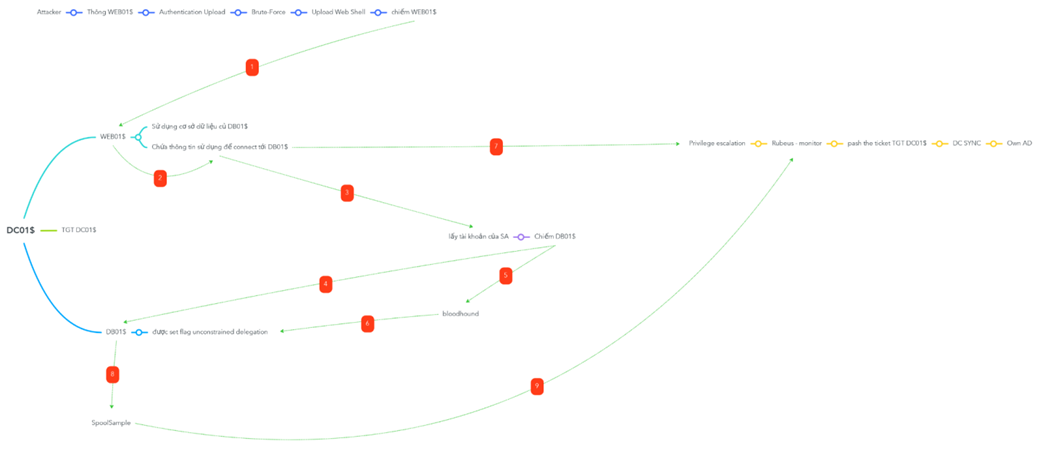 Attacker Thông WEB01$ Authentication Upload Brute Force Upload Web Shell chiếm WEB01$
1
Sử dụng cơ sở dữ liệu củ DB01$
WEB01$
Chứa thông tin sử dụng để connect tới DB01$
7
Privilege escalation Rubeus - monitor pash the ticket TGT DC01$ DC SYNC Own AD
2
3
DC01$ TGT DC01$
lấy tài khoản của SA Chiếm DB01$
4
5
bloodhound
6
DB01$ được set flag unconstrained delegation
8
9
SpoolSample